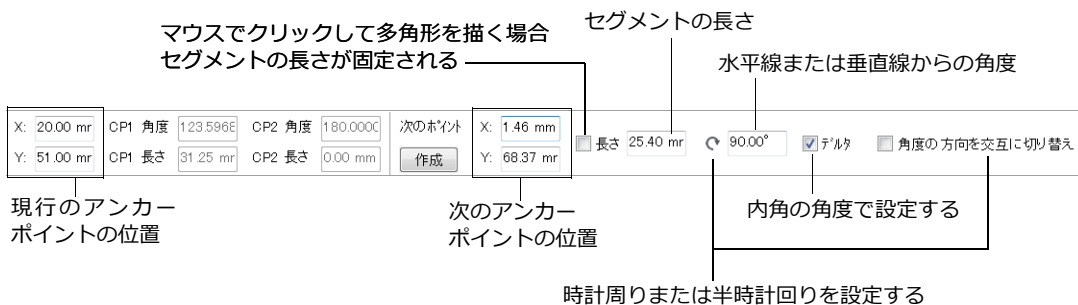 セグメントの長さ
マウスでクリックして多角形を描く場合
セグメントの長さが固定される
水平線または垂直線からの角度
X: 20.00 mr CP1 角度 123.5968 CP2 角度 180.000C 次のポイント X: 1.46 mm
長さ 25.40 mr 90.00° デルタ 角度の方向を交互に切り替え
Y: 51.00 mr CP1 長さ 31.25 mr CP2 長さ 0.00 mm 作成 Y: 68.37 mr
現行のアンカー
ポイントの位置
次のアンカー
ポイントの位置
内角の角度で設定する
時計周りまたは半時計回りを設定する